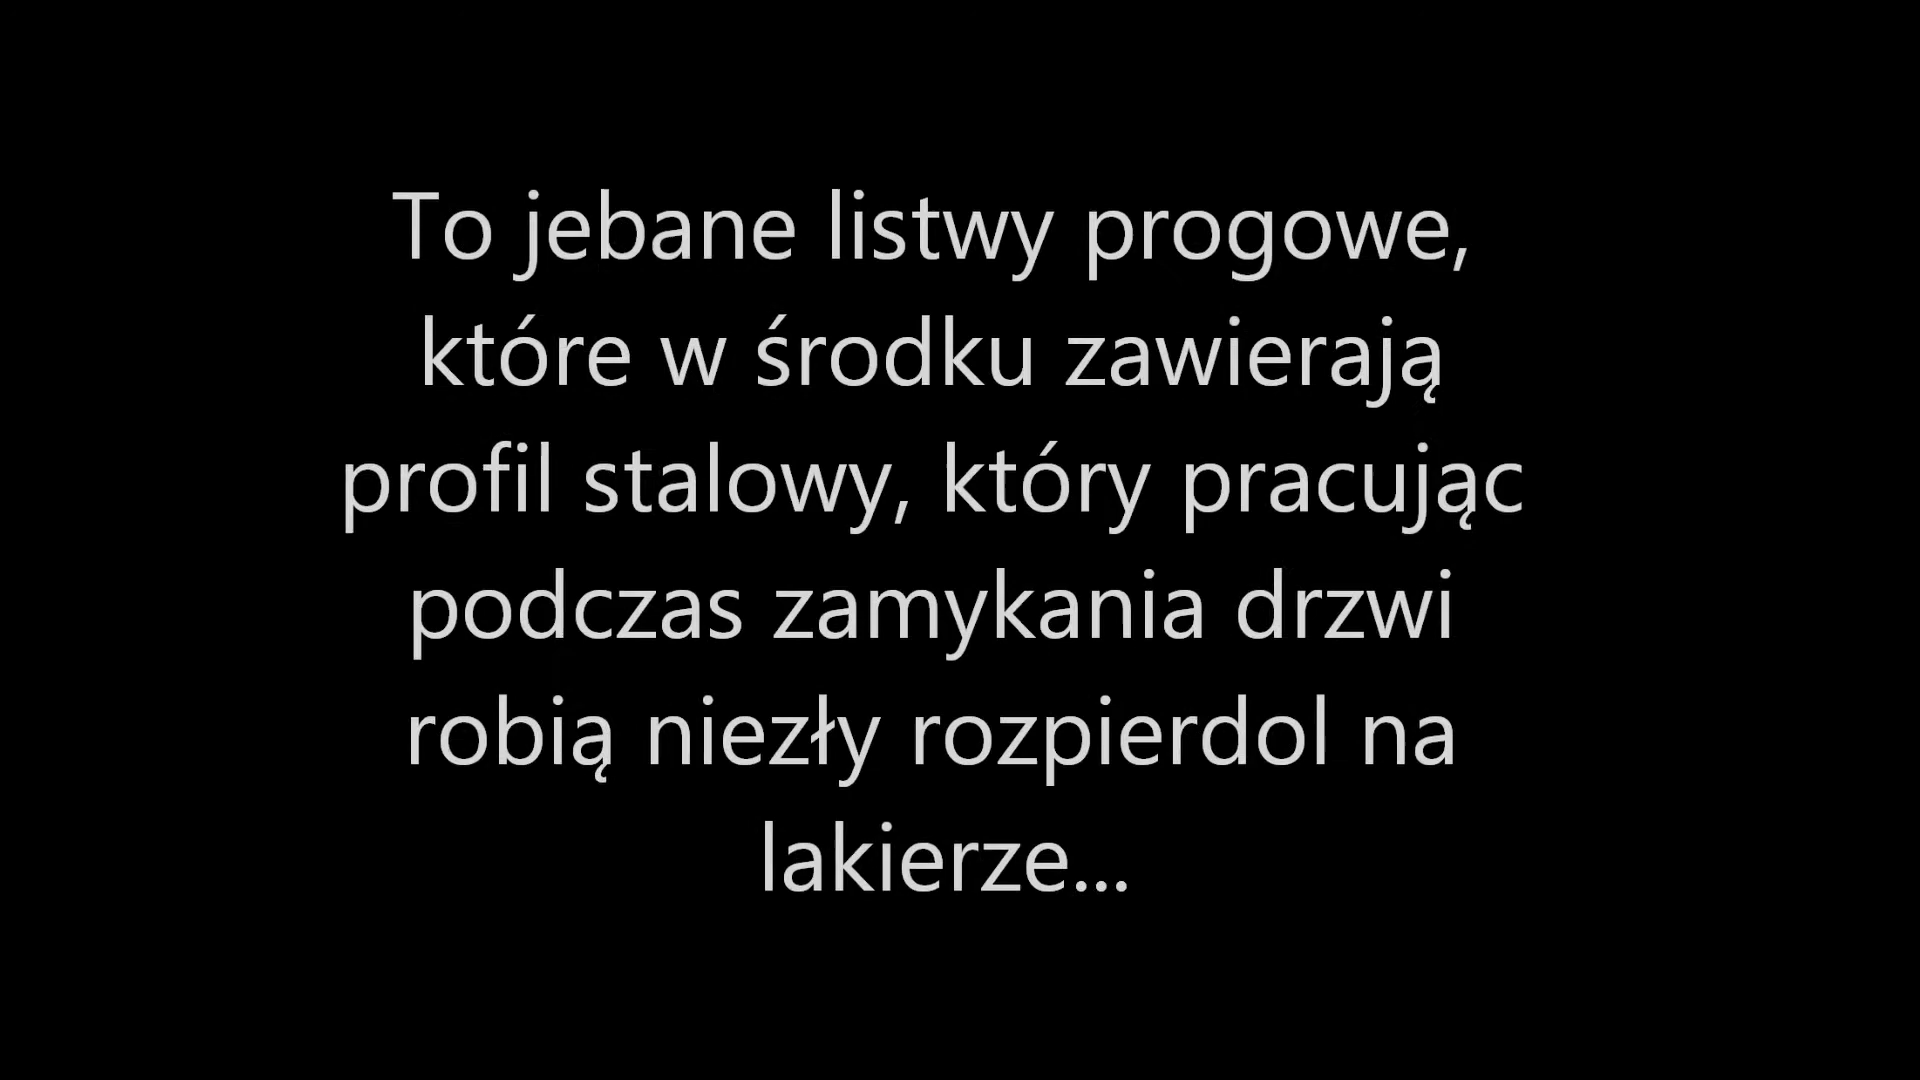 To jebane listwy progowe,
które w środku zawierają
profil stalowy, który pracując
podczas zamykania drzwi
robią niezły rozpierdol na
lakierze...